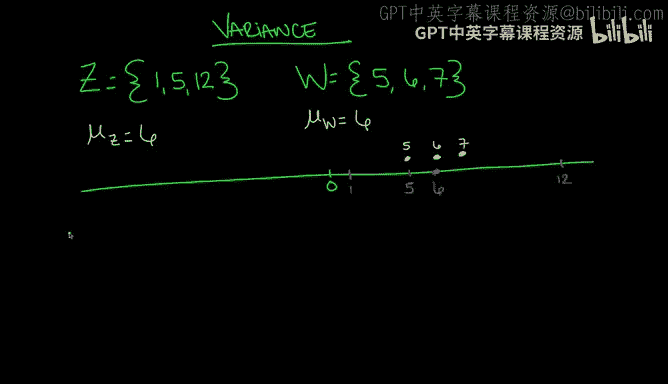 GPT中英字幕课程资源@bilibili.com
VARIANCE
GPT中英字幕课程资源 bilibili
Z = {1,5,12} W = {5,6,7}
μz = 6 μw = 6
5 6 7
0 1 5 6 12